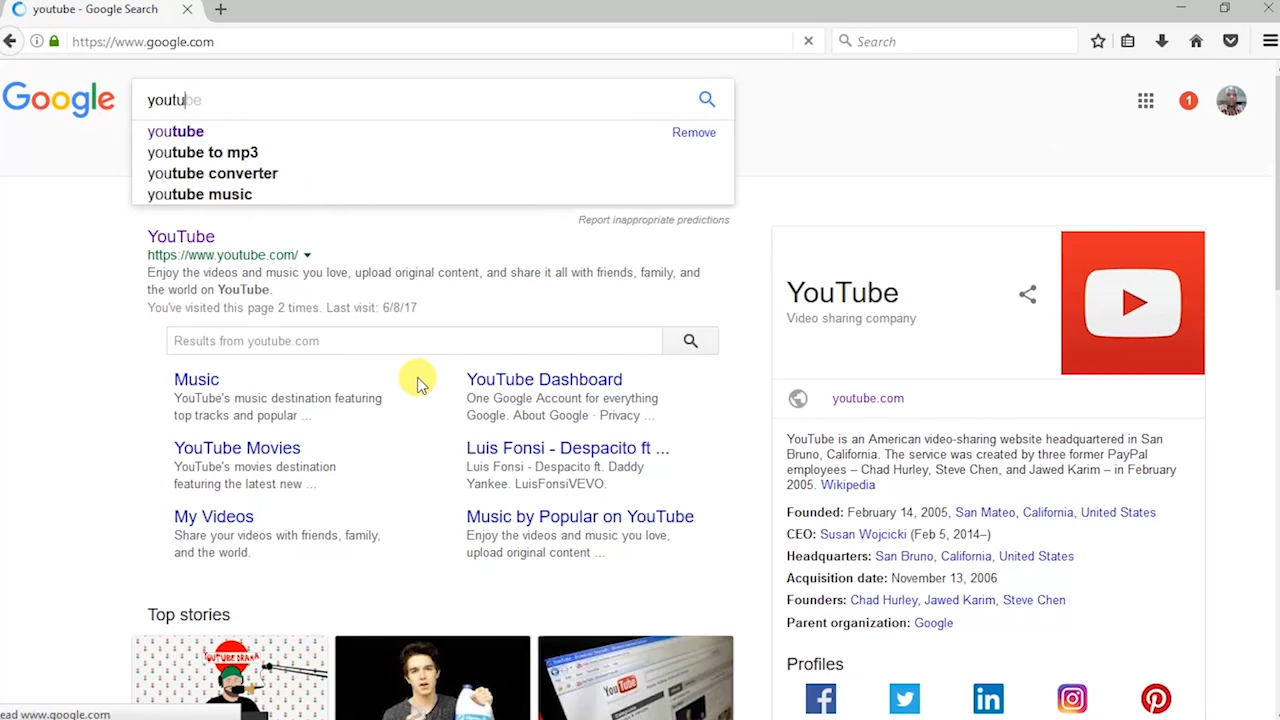 youtube - Google Search
https://www.google.com
Search
Google
youtube
1
youtube
Remove
youtube to mp3
youtube converter
youtube music
Report inappropriate predictions
YouTube
https://www.youtube.com/
Enjoy the videos and music you love, upload original content, and share it all with friends, family, and
the world on YouTube.
You've visited this page 2 times. Last visit: 6/8/17
Results from youtube.com
Music
YouTube's music destination featuring
top tracks and popular ...
YouTube Dashboard
One Google Account for everything
Google. About Google · Privacy ...
YouTube Movies
YouTube's movies destination
featuring the latest new ...
Luis Fonsi - Despacito ft ...
Luis Fonsi - Despacito ft. Daddy
Yankee. LuisFonsiVEVO.
My Videos
Share your videos with friends, family,
and the world.
Music by Popular on YouTube
Enjoy the videos and music you love,
upload original content ...
Top stories
YOUTUBE DRAMA
YouTube
YouTube
Video sharing company
youtube.com
YouTube is an American video-sharing website headquartered in San
Bruno, California. The service was created by three former PayPal
employees – Chad Hurley, Steve Chen, and Jawed Karim – in February
2005. Wikipedia
Founded: February 14, 2005, San Mateo, California, United States
CEO: Susan Wojcicki (Feb 5, 2014–)
Headquarters: San Bruno, California, United States
Acquisition date: November 13, 2006
Founders: Chad Hurley, Jawed Karim, Steve Chen
Parent organization: Google
Profiles
ead www.google.com